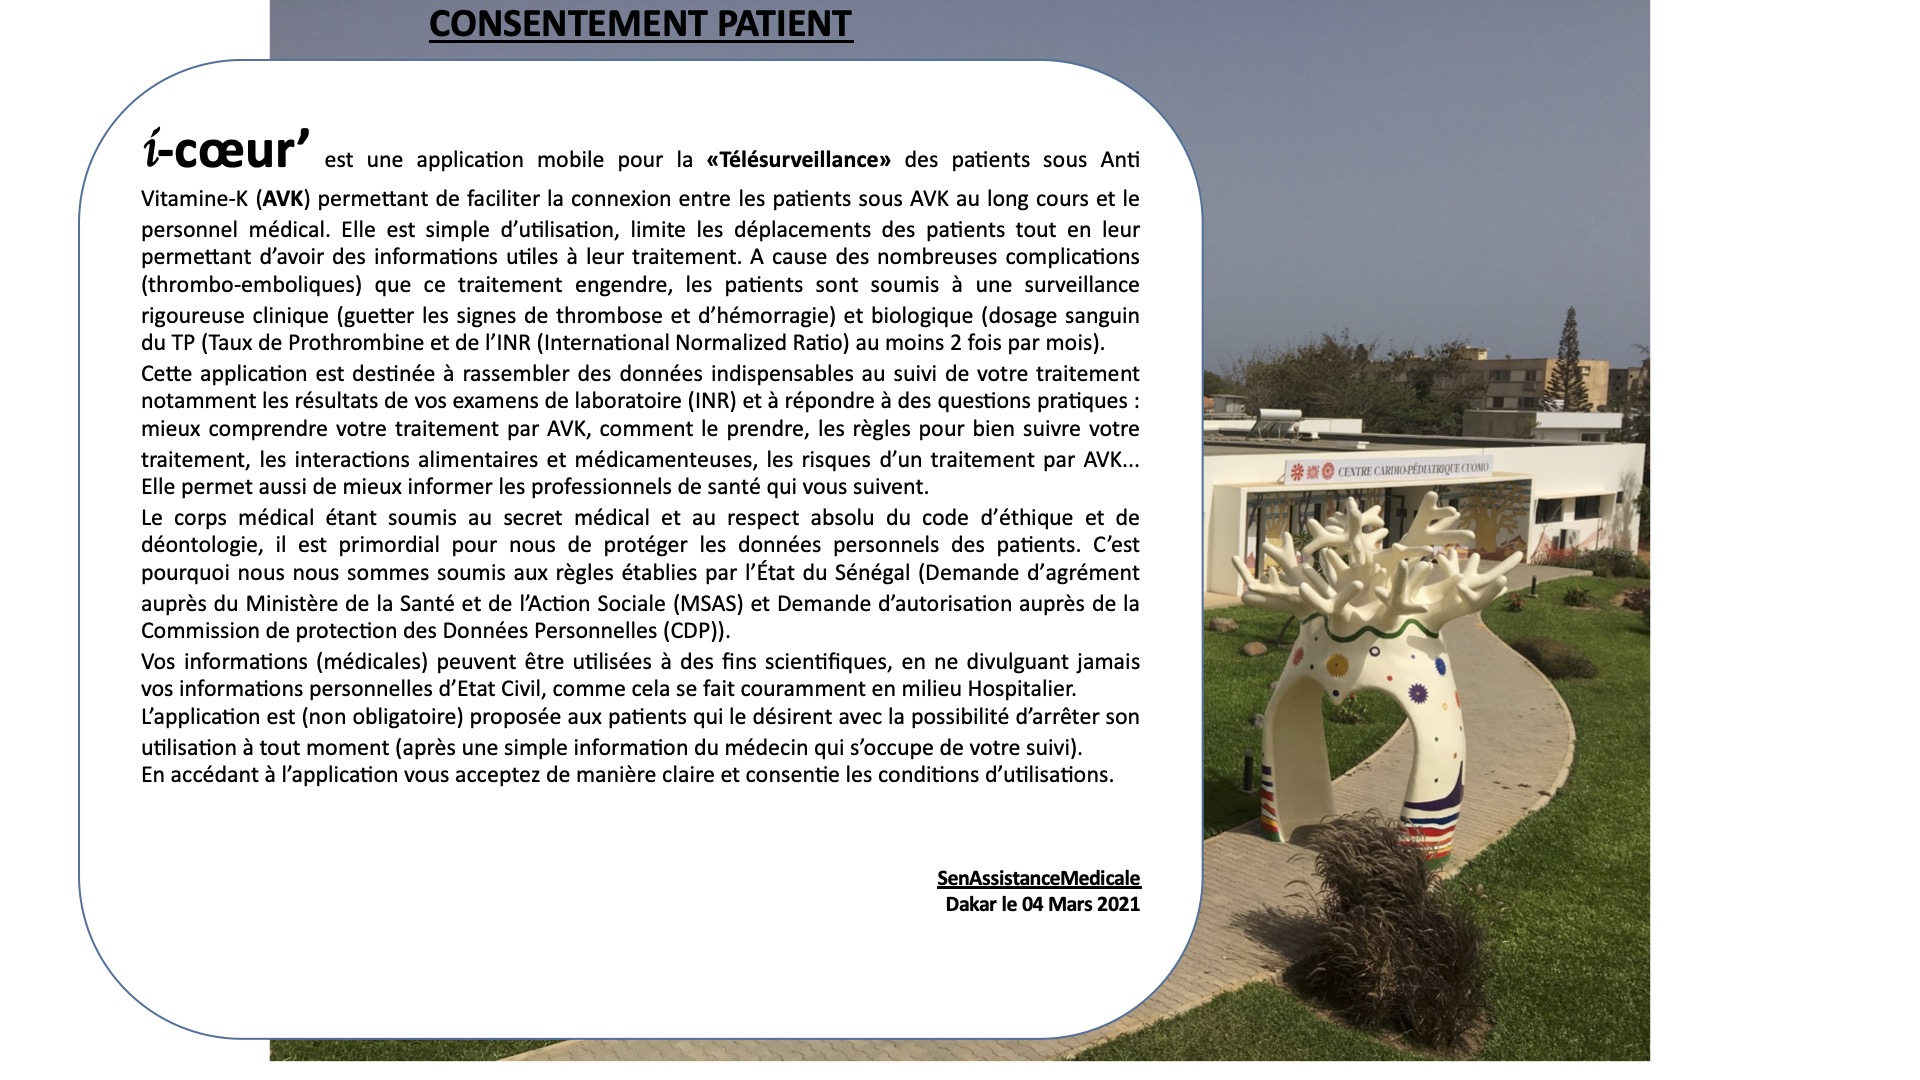 CONSENTEMENT PATIENT
i-cœur’ est une application mobile pour la «Télésurveillance» des patients sous Anti
Vitamine-K (AVK) permettant de faciliter la connexion entre les patients sous AVK au long cours et le
personnel médical. Elle est simple d’utilisation, limite les déplacements des patients tout en leur
permettant d’avoir des informations utiles à leur traitement. A cause des nombreuses complications
(thrombo-emboliques) que ce traitement engendre, les patients sont soumis à une surveillance
rigoureuse clinique (guetter les signes de thrombose et d’hémorragie) et biologique (dosage sanguin
du TP (Taux de Prothrombine et de l’INR (International Normalized Ratio) au moins 2 fois par mois).
Cette application est destinée à rassembler des données indispensables au suivi de votre traitement
notamment les résultats de vos examens de laboratoire (INR) et à répondre à des questions pratiques :
mieux comprendre votre traitement par AVK, comment le prendre, les règles pour bien suivre votre
traitement, les interactions alimentaires et médicamenteuses, les risques d’un traitement par AVK...
Elle permet aussi de mieux informer les professionnels de santé qui vous suivent.
Le corps médical étant soumis au secret médical et au respect absolu du code d’éthique et de
déontologie, il est primordial pour nous de protéger les données personnels des patients. C’est
pourquoi nous nous sommes soumis aux règles établies par l’État du Sénégal (Demande d’agrément
auprès du Ministère de la Santé et de l’Action Sociale (MSAS) et Demande d’autorisation auprès de la
Commission de protection des Données Personnelles (CDP)).
Vos informations (médicales) peuvent être utilisées à des fins scientifiques, en ne divulguant jamais
vos informations personnelles d’Etat Civil, comme cela se fait couramment en milieu Hospitalier.
L’application est (non obligatoire) proposée aux patients qui le désirent avec la possibilité d’arrêter son
utilisation à tout moment (après une simple information du médecin qui s’occupe de votre suivi).
En accédant à l’application vous acceptez de manière claire et consentie les conditions d’utilisations.
SenAssistanceMedicale
Dakar le 04 Mars 2021
CENTRE CARDIO-PÉDIATRIQUE CUOMO